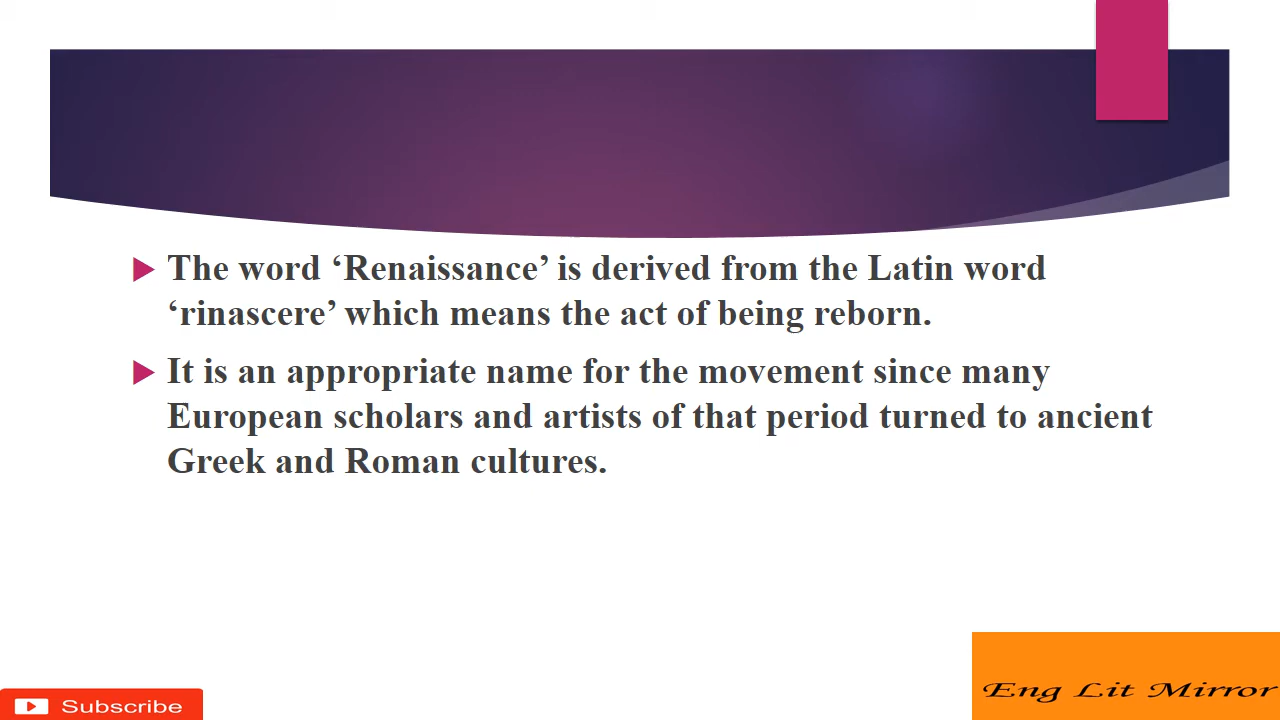 The word ‘Renaissance’ is derived from the Latin word
‘rinascere’ which means the act of being reborn.
It is an appropriate name for the movement since many
European scholars and artists of that period turned to ancient
Greek and Roman cultures.
Subscribe
Eng Lit Mirror